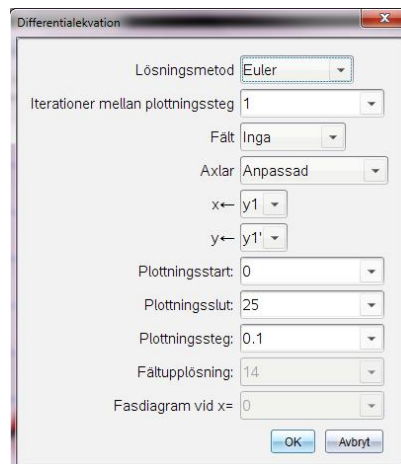 Differentialekvation
Lösningsmetod Euler
Iterationer mellan plottningssteg 1
Fält Inga
Axlar Anpassad
x← y1
y← y1'
Plottningsstart: 0
Plottningsslut: 25
Plottningssteg: 0.1
Fältupplösning: 14
Fasdiagram vid x= 0
OK Avbryt